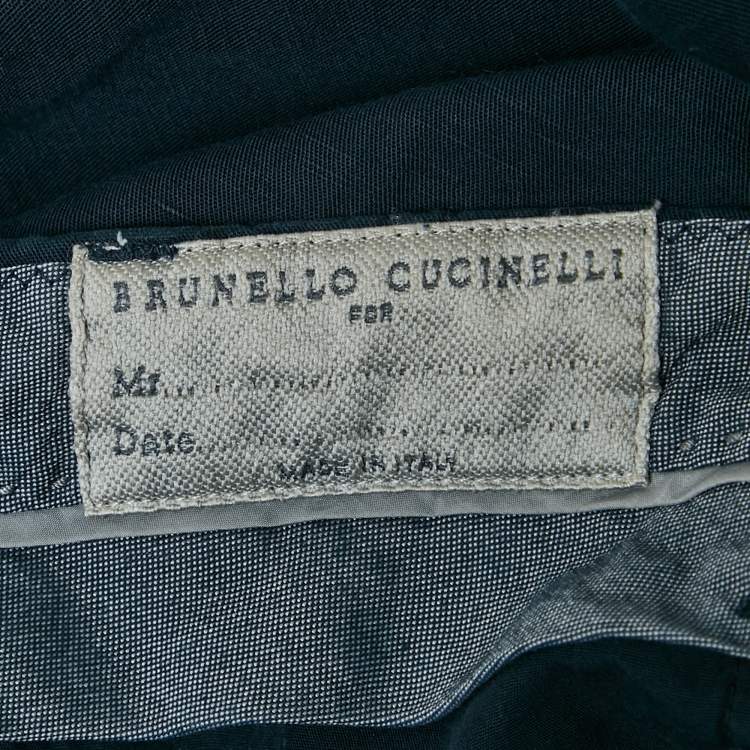 BRUNELLO CUCINELLI
FOR
Mr.
Date
MADE IN ITALY